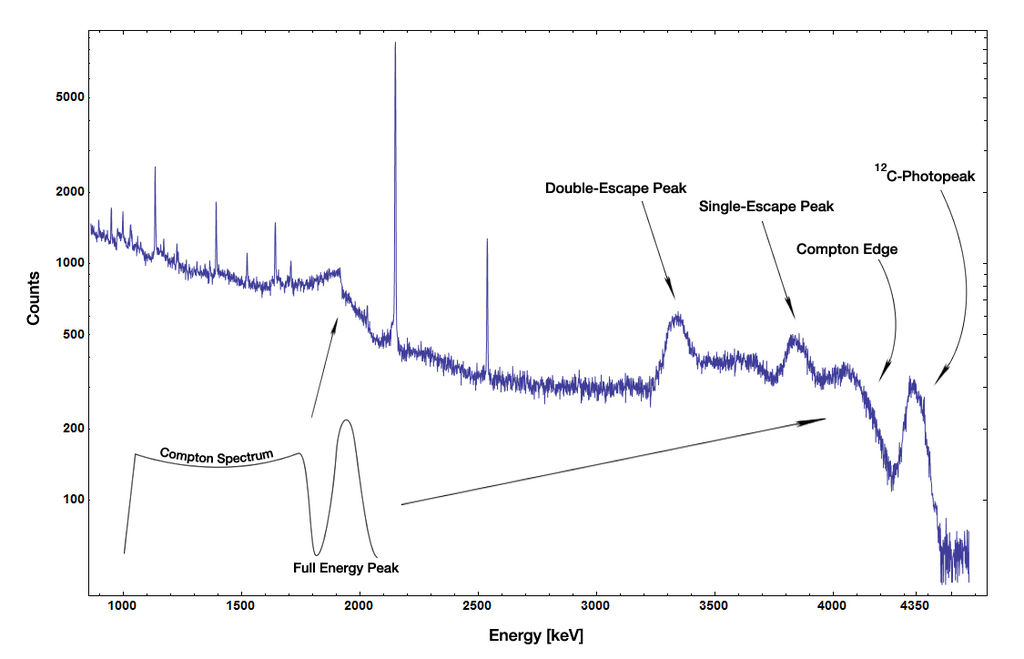 5000
2000
1000
500
200
100
Counts
1000
1500
2000
2500
3000
3500
4000
4350
Energy [keV]
Double-Escape Peak
Single-Escape Peak
Compton Edge
12C-Photopeak
Compton Spectrum
Full Energy Peak